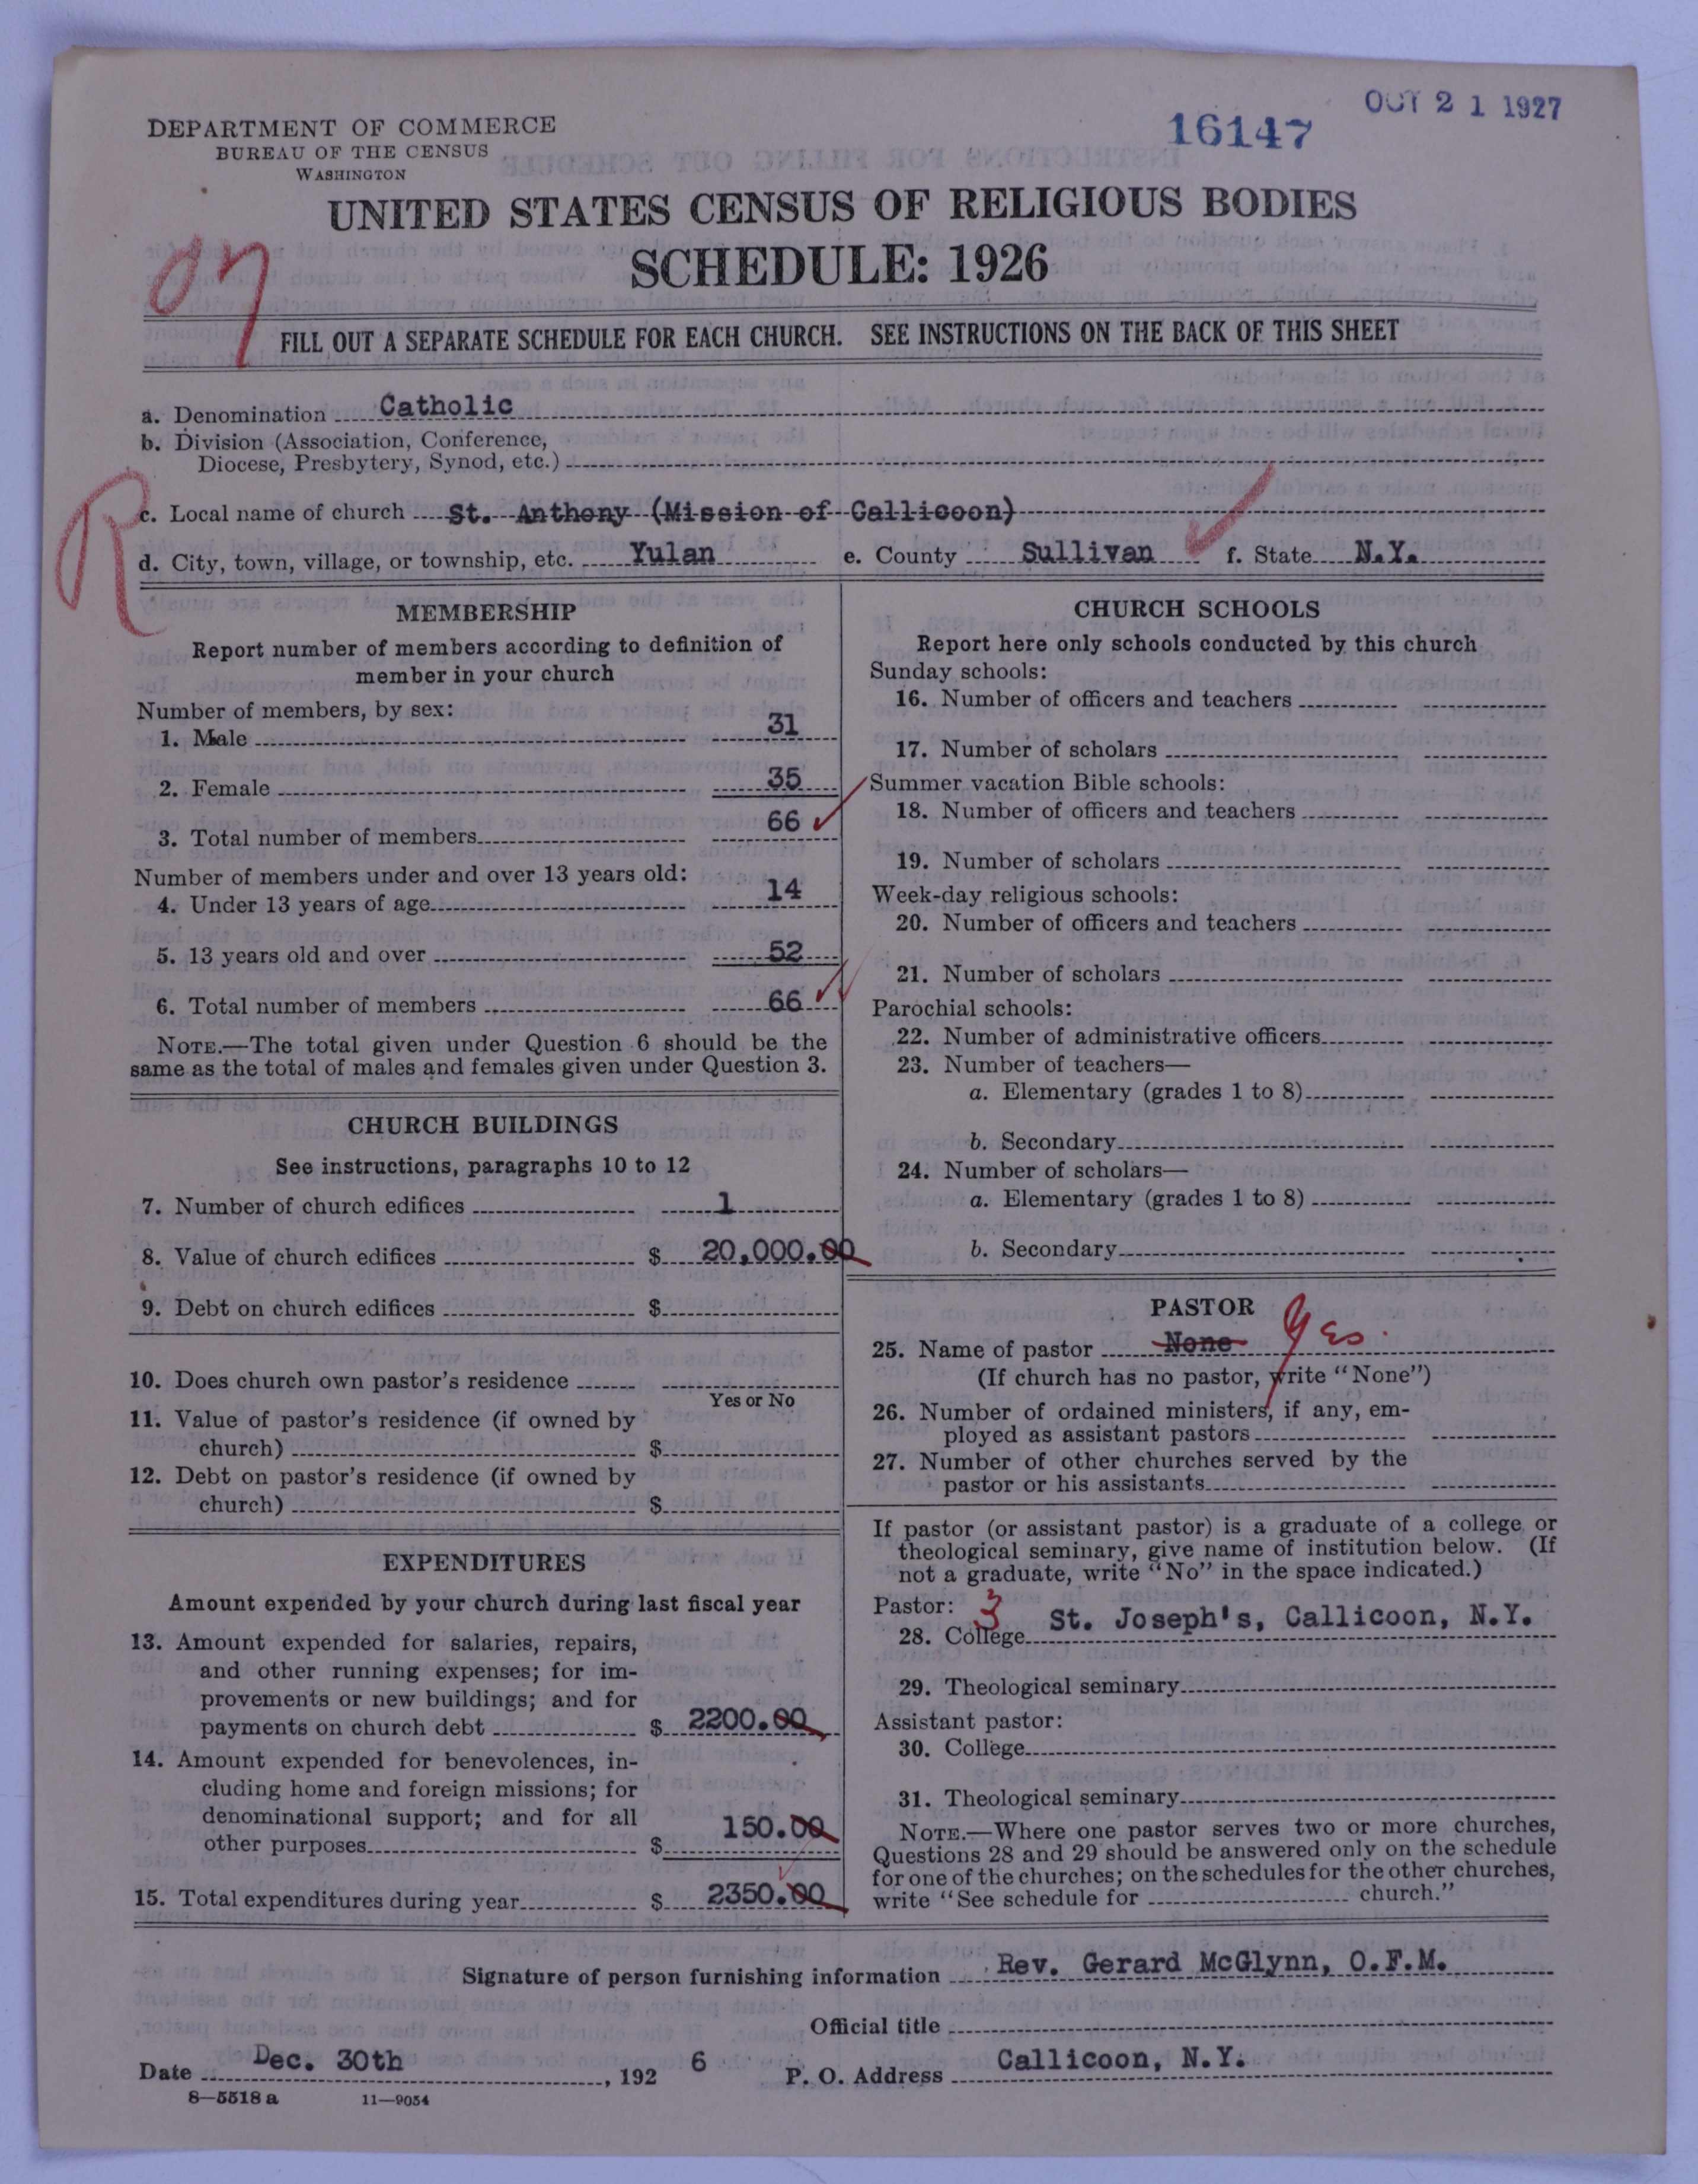 OCT 21 1927
16147
DEPARTMENT OF COMMERCE
BUREAU OF THE CENSUS
WASHINGTON
UNITED STATES CENSUS OF RELIGIOUS BODIES
SCHEDULE: 1926
FILL OUT A SEPARATE SCHEDULE FOR EACH CHURCH. SEE INSTRUCTIONS ON THE BACK OF THIS SHEET
a. Denomination Catholic
b. Division (Association, Conference,
Diocese, Presbytery, Synod, etc.)
R
c. Local name of church St. Anthony (Mission of Callicoon)
d. City, town, village, or township, etc. Yulan e. County Sullivan f. State N.Y.
MEMBERSHIP
Report number of members according to definition of
member in your church
Number of members, by sex:
1. Male 31
2. Female 35
3. Total number of members 66
Number of members under and over 13 years old:
4. Under 13 years of age 14
5. 13 years old and over 52
6. Total number of members 66
NOTE.—The total given under Question 6 should be the
same as the total of males and females given under Question 3.
CHURCH BUILDINGS
See instructions, paragraphs 10 to 12
7. Number of church edifices 1
8. Value of church edifices $ 20,000.00
9. Debt on church edifices $
10. Does church own pastor's residence
Yes or No
11. Value of pastor's residence (if owned by
church) $
12. Debt on pastor's residence (if owned by
church) $
EXPENDITURES
Amount expended by your church during last fiscal year
13. Amount expended for salaries, repairs,
and other running expenses; for im-
provements or new buildings; and for
payments on church debt $ 2200.00
14. Amount expended for benevolences, in-
cluding home and foreign missions; for
denominational support; and for all
other purposes $ 150.00
15. Total expenditures during year $ 2350.00
CHURCH SCHOOLS
Report here only schools conducted by this church
Sunday schools:
16. Number of officers and teachers
17. Number of scholars
Summer vacation Bible schools:
18. Number of officers and teachers
19. Number of scholars
Week-day religious schools:
20. Number of officers and teachers
21. Number of scholars
Parochial schools:
22. Number of administrative officers
23. Number of teachers—
a. Elementary (grades 1 to 8)
b. Secondary
24. Number of scholars—
a. Elementary (grades 1 to 8)
b. Secondary
PASTOR
25. Name of pastor None Yes.
(If church has no pastor, write "None")
26. Number of ordained ministers, if any, em-
ployed as assistant pastors
27. Number of other churches served by the
pastor or his assistants
If pastor (or assistant pastor) is a graduate of a college or
theological seminary, give name of institution below. (If
not a graduate, write "No" in the space indicated.)
Pastor: 3
28. College St. Joseph's, Callicoon, N.Y.
29. Theological seminary
Assistant pastor:
30. College
31. Theological seminary
NOTE.—Where one pastor serves two or more churches,
Questions 28 and 29 should be answered only on the schedule
for one of the churches; on the schedules for the other churches,
write "See schedule for church."
Signature of person furnishing information Rev. Gerard McGlynn, O.F.M.
Official title
Date Dec. 30th, 1926 P. O. Address Callicoon, N.Y.
8—5518 a 11—9054